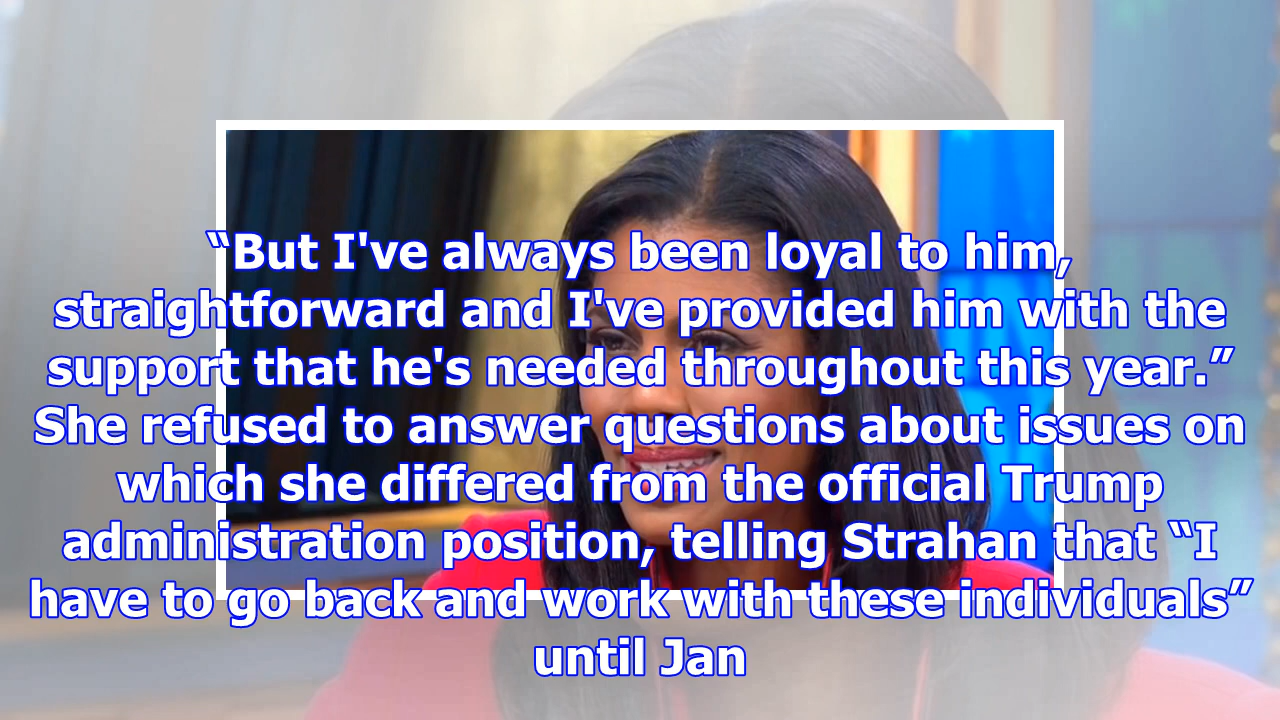 “But I've always been loyal to him,
straightforward and I've provided him with the
support that he's needed throughout this year.”
She refused to answer questions about issues on
which she differed from the official Trump
administration position, telling Strahan that “I
have to go back and work with these individuals”
until Jan